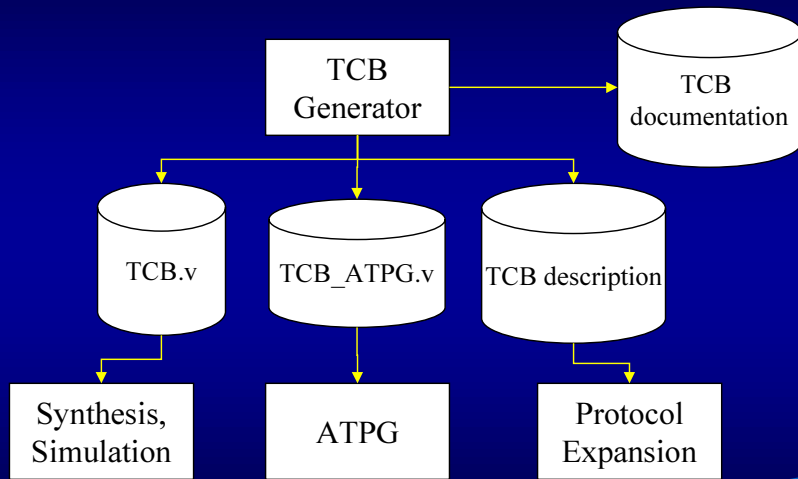 TCB
Generator
TCB
documentation
TCB.v
TCB_ATPG.v
TCB description
Synthesis,
Simulation
ATPG
Protocol
Expansion